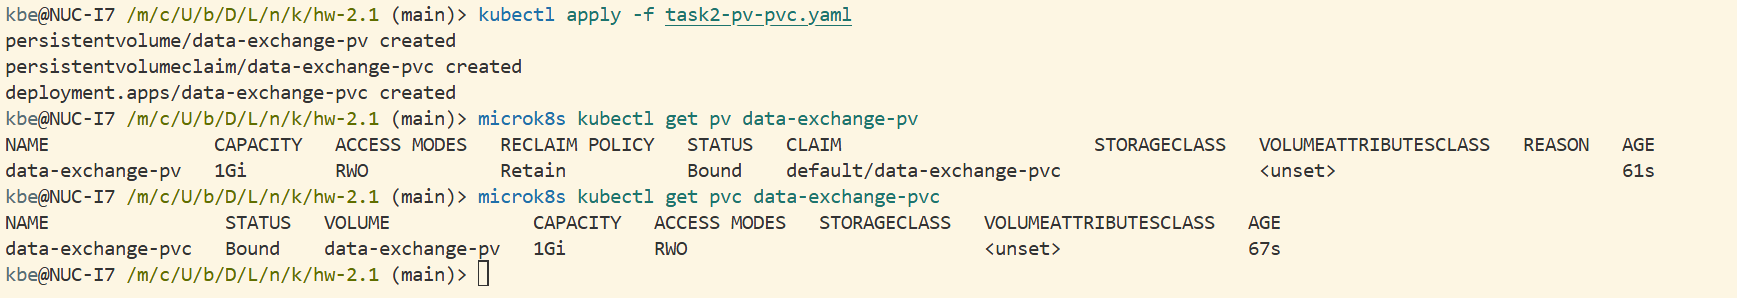 kbe@NUC-I7 /m/c/U/b/D/L/n/k/hw-2.1 (main)> kubectl apply -f task2-pv-pvc.yaml
persistentvolume/data-exchange-pv created
persistentvolumeclaim/data-exchange-pvc created
deployment.apps/data-exchange-pvc created
kbe@NUC-I7 /m/c/U/b/D/L/n/k/hw-2.1 (main)> microk8s kubectl get pv data-exchange-pv
NAME CAPACITY ACCESS MODES RECLAIM POLICY STATUS CLAIM STORAGECLASS VOLUMEATTRIBUTESCLASS REASON AGE
data-exchange-pv 1Gi RWO Retain Bound default/data-exchange-pvc <unset> 61s
kbe@NUC-I7 /m/c/U/b/D/L/n/k/hw-2.1 (main)> microk8s kubectl get pvc data-exchange-pvc
NAME STATUS VOLUME CAPACITY ACCESS MODES STORAGECLASS VOLUMEATTRIBUTESCLASS AGE
data-exchange-pvc Bound data-exchange-pv 1Gi RWO <unset> 67s
kbe@NUC-I7 /m/c/U/b/D/L/n/k/hw-2.1 (main)>